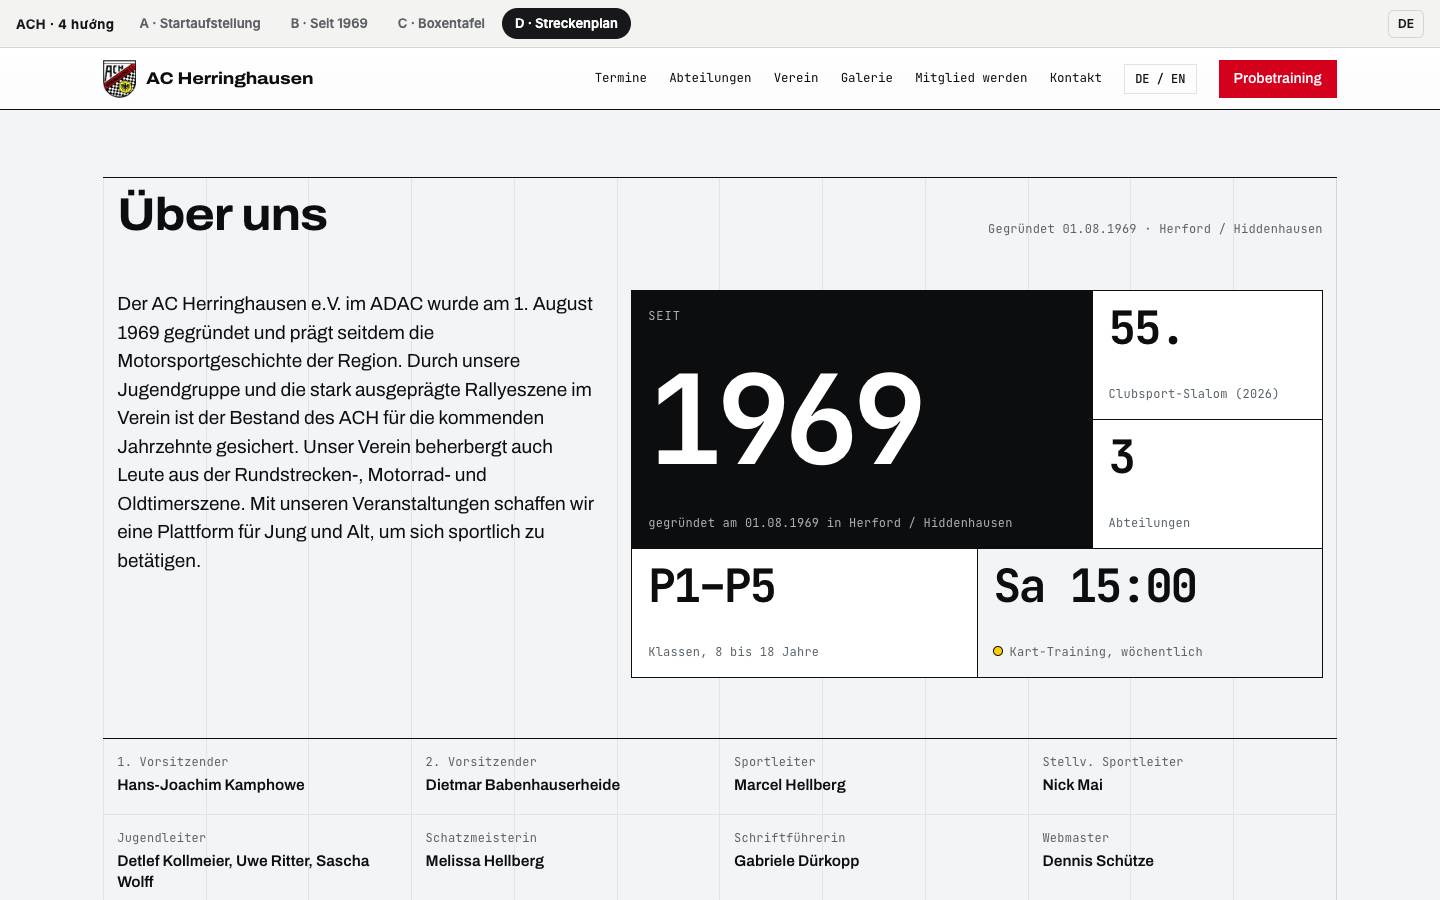 ACH · 4 hướng
A · Startaufstellung
B · Seit 1969
C · Boxentafel
D · Streckenplan
DE
ACH
AC Herringhausen
Termine
Abteilungen
Verein
Galerie
Mitglied werden
Kontakt
DE / EN
Probetraining
Über uns
Gegründet 01.08.1969 · Herford / Hiddenhausen
Der AC Herringhausen e.V. im ADAC wurde am 1. August
1969 gegründet und prägt seitdem die
Motorsportgeschichte der Region. Durch unsere
Jugendgruppe und die stark ausgeprägte Rallyeszene im
Verein ist der Bestand des ACH für die kommenden
Jahrzehnte gesichert. Unser Verein beherbergt auch
Leute aus der Rundstrecken-, Motorrad- und
Oldtimerszene. Mit unseren Veranstaltungen schaffen wir
eine Plattform für Jung und Alt, um sich sportlich zu
betätigen.
SEIT
1969
gegründet am 01.08.1969 in Herford / Hiddenhausen
55.
Clubsport-Slalom (2026)
3
Abteilungen
P1–P5
Klassen, 8 bis 18 Jahre
Sa 15:00
Kart-Training, wöchentlich
1. Vorsitzender
Hans-Joachim Kamphowe
2. Vorsitzender
Dietmar Babenhauserheide
Sportleiter
Marcel Hellberg
Stellv. Sportleiter
Nick Mai
Jugendleiter
Detlef Kollmeier, Uwe Ritter, Sascha
Wolff
Schatzmeisterin
Melissa Hellberg
Schriftführerin
Gabriele Dürkopp
Webmaster
Dennis Schütze